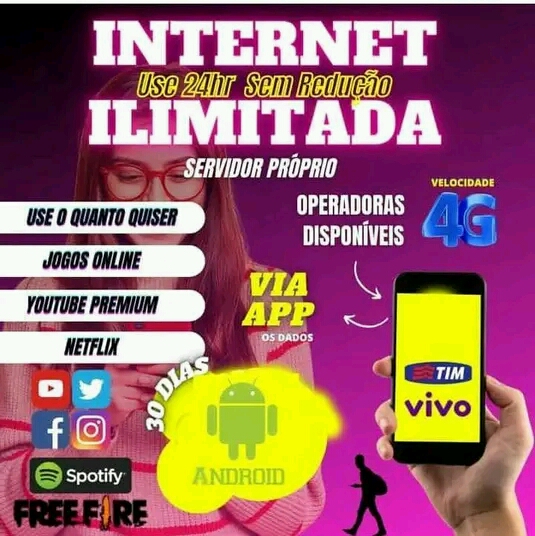 INTERNET
Use 24hr Sem Redução
ILIMITADA
SERVIDOR PRÓPRIO
VELOCIDADE
4G
OPERADORAS
DISPONÍVEIS
USE O QUANTO QUISER
JOGOS ONLINE
YOUTUBE PREMIUM
NETFLIX
VIA
APP
OS DADOS
TIM
vivo
30 DIAS
ANDROID
Spotify
FREE FIRE